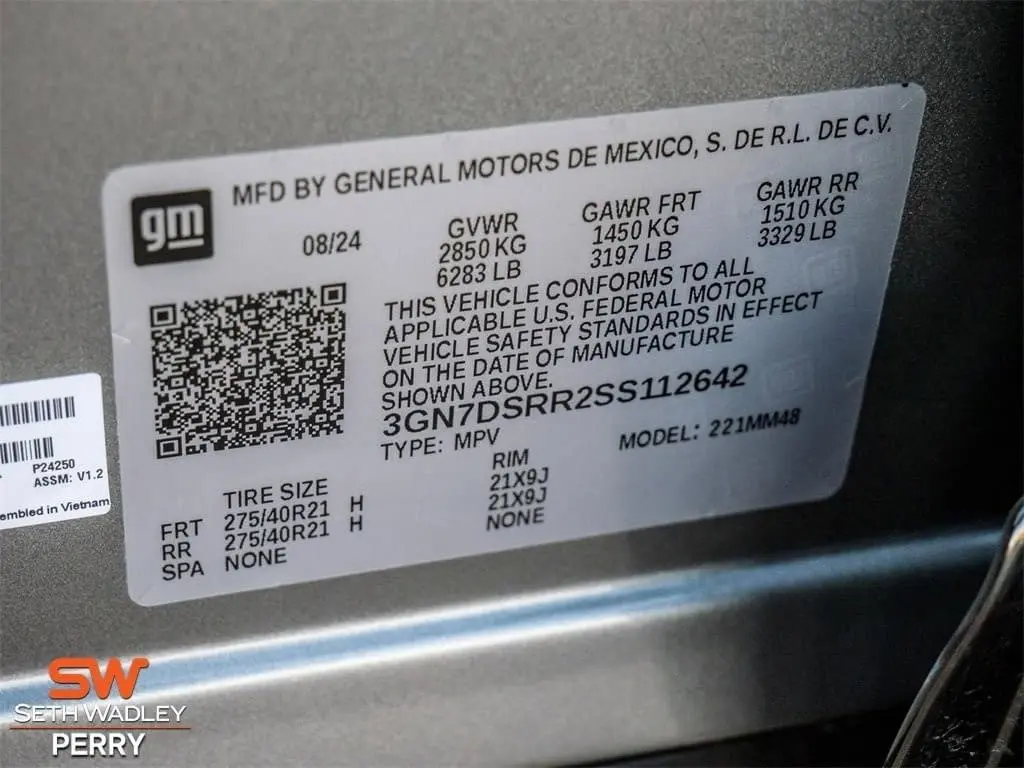 gm
MFD BY GENERAL MOTORS DE MEXICO, S. DE R.L. DE C.V.
08/24
GVWR
2850 KG
6283 LB
GAWR FRT
1450 KG
3197 LB
GAWR RR
1510 KG
3329 LB
THIS VEHICLE CONFORMS TO ALL
APPLICABLE U.S. FEDERAL MOTOR
VEHICLE SAFETY STANDARDS IN EFFECT
ON THE DATE OF MANUFACTURE
SHOWN ABOVE.
3GN7DSRR2SS112642
TYPE: MPV MODEL: 221MM48
TIRE SIZE RIM
FRT 275/40R21 H 21X9J
RR 275/40R21 H 21X9J
SPA NONE NONE
P24250
ASSM: V1.2
embled in Vietnam
SW
SETH WADLEY
PERRY